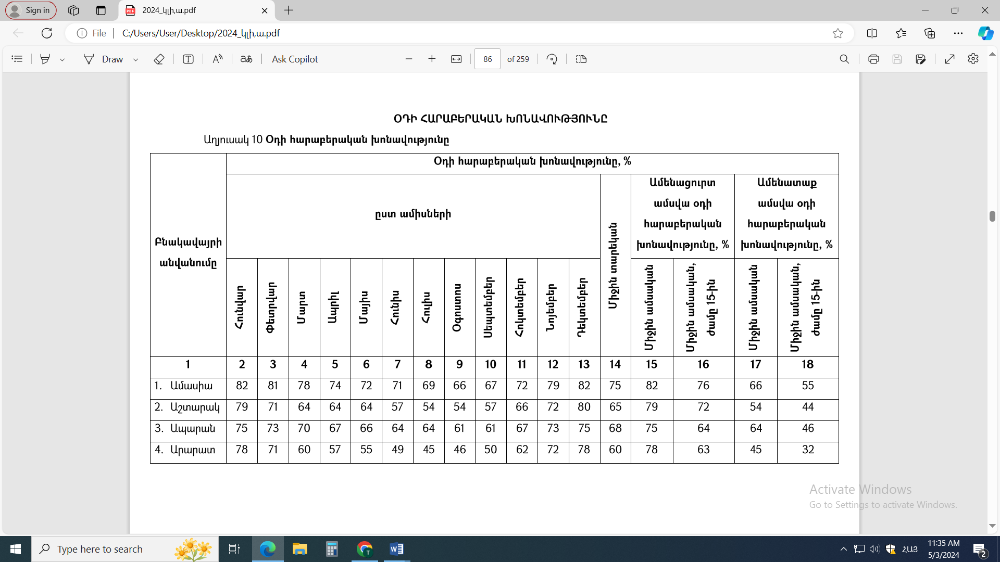 Sign in
2024_կլի,ա.pdf
File
C:/Users/User/Desktop/2024_կլի,ա.pdf
Draw
aあ
Ask Copilot
86 of 259
ՕԴԻ ՀԱՐԱԲԵՐԱԿԱՆ ԽՈՆԱՎՈՒԹՅՈՒՆԸ
Աղյուսակ 10 Օդի հարաբերական խոնավությունը
Բնակավայրի
անվանումը
Օդի հարաբերական խոնավությունը, %
ըստ ամիսների
Միջին տարեկան
Ամենացուրտ
ամսվա օդի
հարաբերական
խոնավությունը, %
Ամենատաք
ամսվա օդի
հարաբերական
խոնավությունը, %
Հունվար
Փետրվար
Մարտ
Ապրիլ
Մայիս
Հունիս
Հուլիս
Օգոստոս
Սեպտեմբեր
Հոկտեմբեր
Նոյեմբեր
Դեկտեմբեր
Միջին ամսական
Միջին ամսական,
ժամը 15-ին
Միջին ամսական
Միջին ամսական,
ժամը 15-ին
1 2 3 4 5 6 7 8 9 10 11 12 13 14 15 16 17 18
1. Ամասիա 82 81 78 74 72 71 69 66 67 72 79 82 75 82 76 66 55
2. Աշտարակ 79 71 64 64 64 57 54 54 57 66 72 80 65 79 72 54 44
3. Ապարան 75 73 70 67 66 64 64 61 61 67 73 75 68 75 64 64 46
4. Արարատ 78 71 60 57 55 49 45 46 50 62 72 78 60 78 63 45 32
Activate Windows
Go to Settings to activate Windows.
Type here to search
ՀԱՅ
11:35 AM
5/3/2024
2